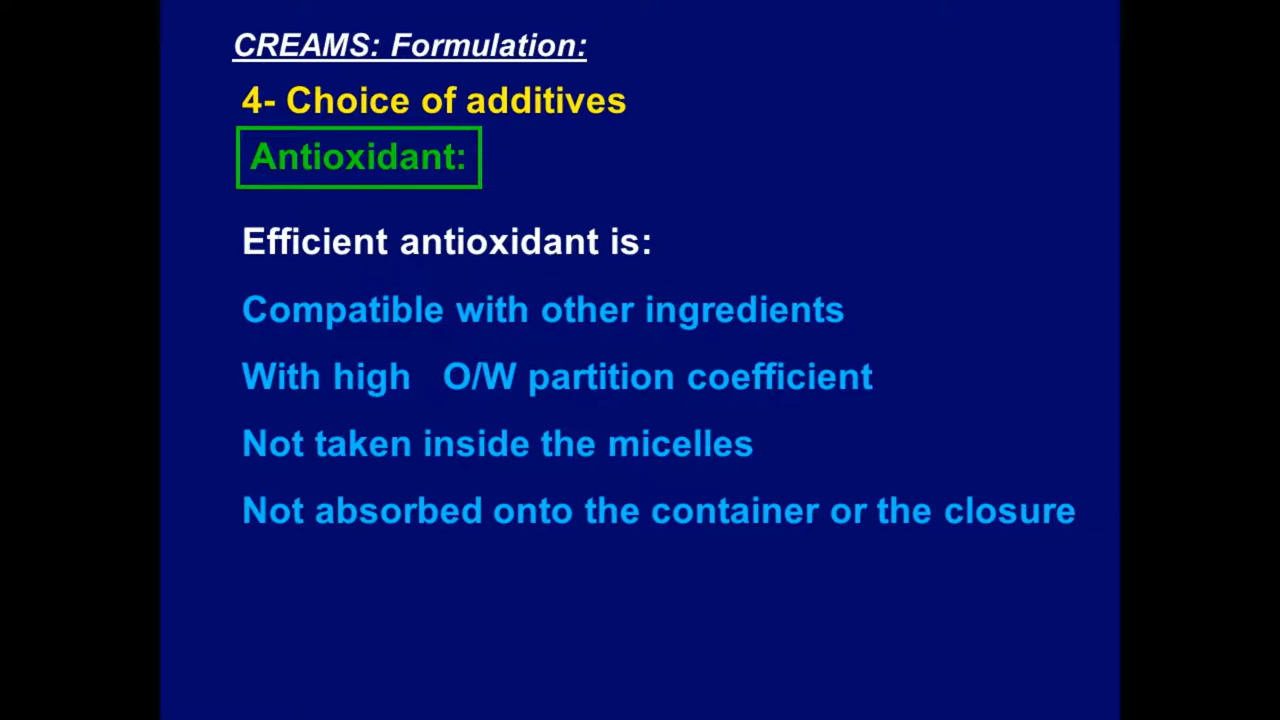 CREAMS: Formulation:
4- Choice of additives
Antioxidant:
Efficient antioxidant is:
Compatible with other ingredients
With high O/W partition coefficient
Not taken inside the micelles
Not absorbed onto the container or the closure